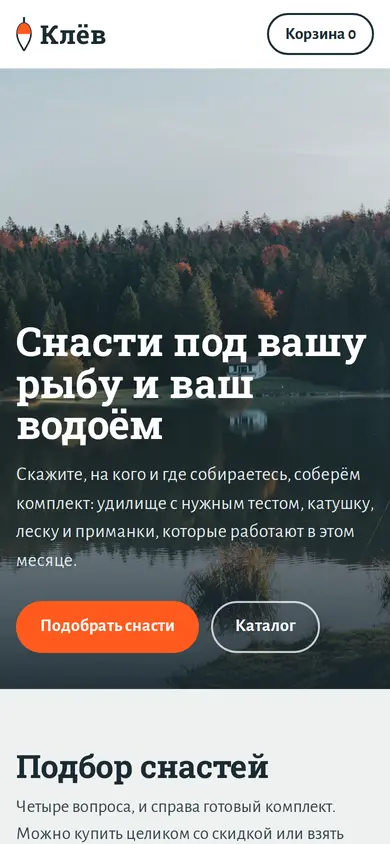 Клёв
Корзина 0
Снасти под вашу
рыбу и ваш
водоём
Скажите, на кого и где собираетесь, соберём
комплект: удилище с нужным тестом, катушку,
леску и приманки, которые работают в этом
месяце.
Подобрать снасти
Каталог
Подбор снастей
Четыре вопроса, и справа готовый комплект.
Можно купить целиком со скидкой или взять